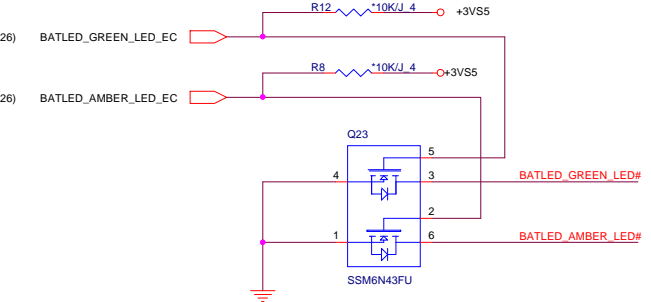 R12 *10K/J_4 +3VS5
26) BATLED_GREEN_LED_EC
R8 *10K/J_4 +3VS5
26) BATLED_AMBER_LED_EC
Q23
5
4 3 BATLED_GREEN_LED#
2
1 6 BATLED_AMBER_LED#
SSM6N43FU